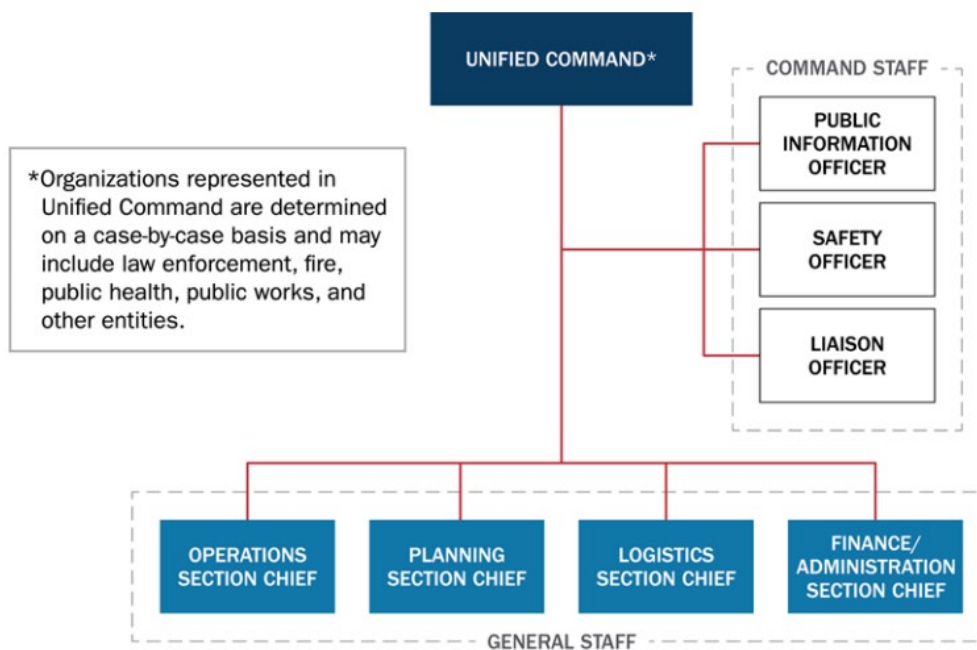 UNIFIED COMMAND*
COMMAND STAFF
PUBLIC
INFORMATION
OFFICER
SAFETY
OFFICER
LIAISON
OFFICER
*Organizations represented in
Unified Command are determined
on a case-by-case basis and may
include law enforcement, fire,
public health, public works, and
other entities.
OPERATIONS
SECTION CHIEF
PLANNING
SECTION CHIEF
LOGISTICS
SECTION CHIEF
FINANCE/
ADMINISTRATION
SECTION CHIEF
GENERAL STAFF